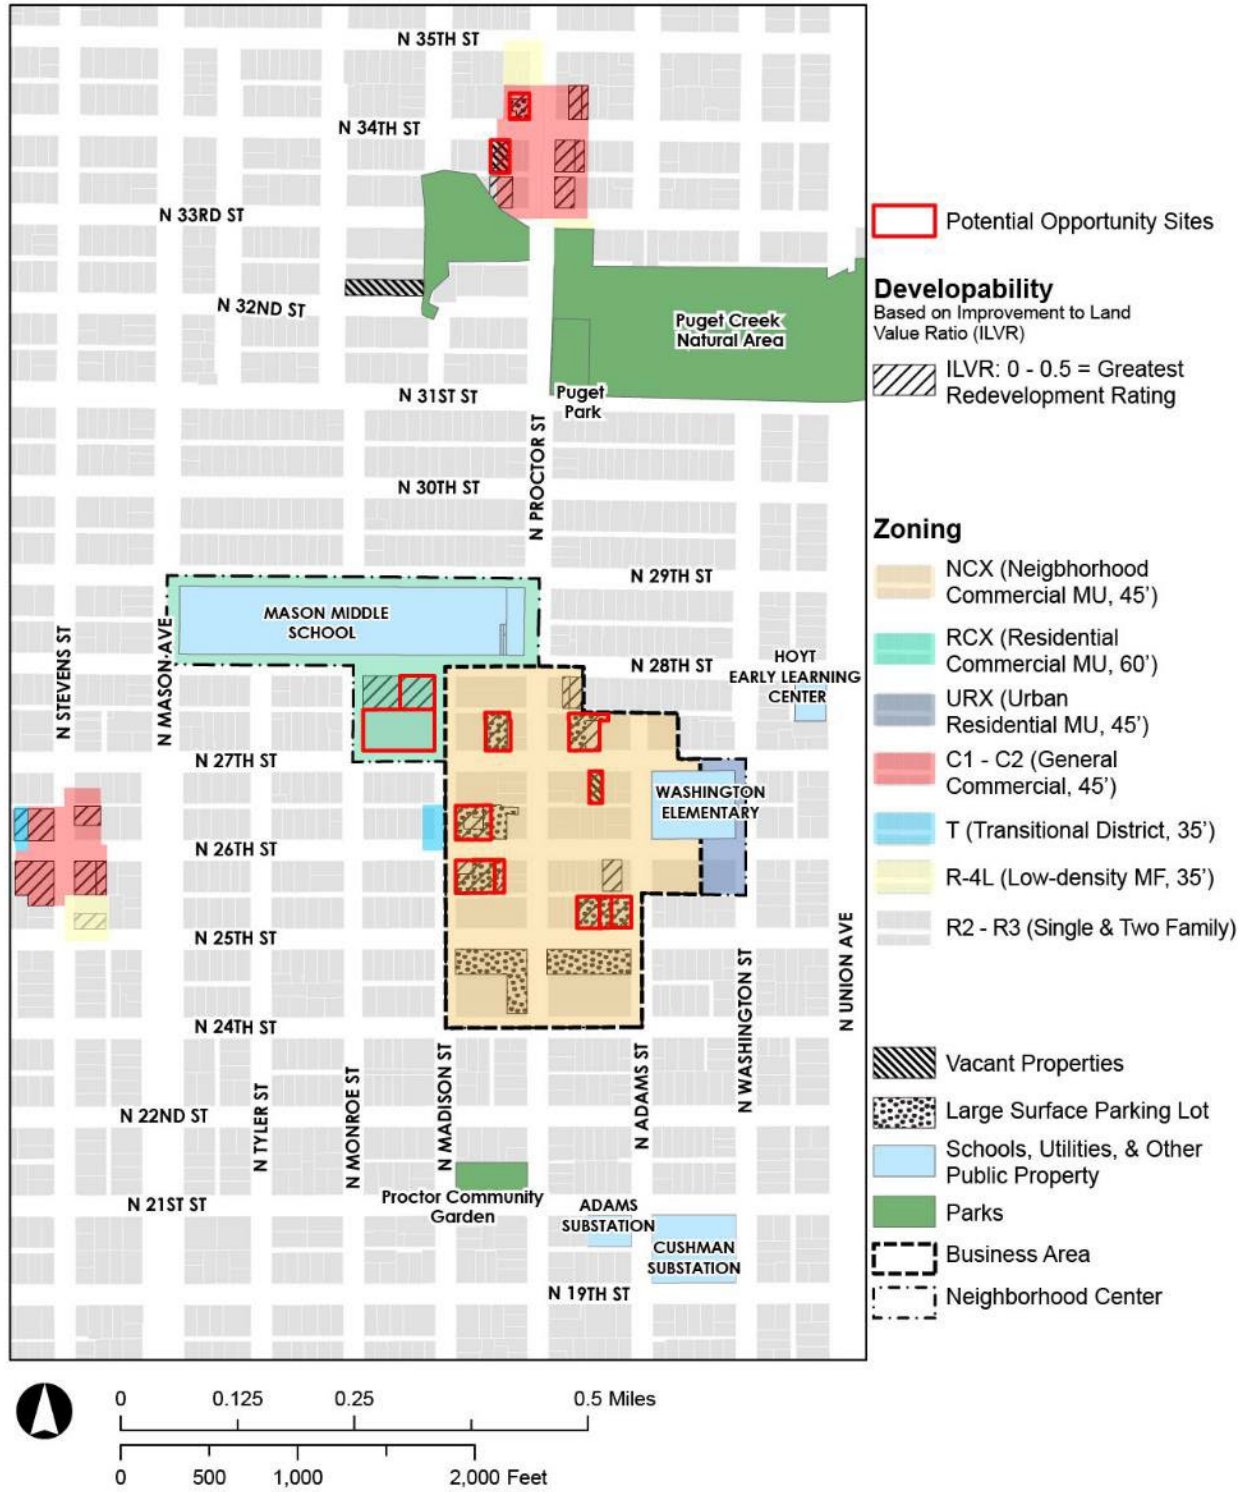 N 35TH ST
N 34TH ST
N 33RD ST
N 32ND ST
Puget Creek
Natural Area
N 31ST ST
Puget
Park
N PROCTOR ST
N 30TH ST
N 29TH ST
MASON MIDDLE
SCHOOL
N STEVENS ST
N MASON AVE
N 28TH ST
HOYT
EARLY LEARNING
CENTER
N 27TH ST
WASHINGTON
ELEMENTARY
N 26TH ST
N 25TH ST
N UNION AVE
N WASHINGTON ST
N 24TH ST
N TYLER ST
N MONROE ST
N MADISON ST
N ADAMS ST
N 22ND ST
N 21ST ST
Proctor Community
Garden
ADAMS
SUBSTATION
CUSHMAN
SUBSTATION
N 19TH ST
Potential Opportunity Sites
Developability
Based on Improvement to Land
Value Ratio (ILVR)
ILVR: 0 - 0.5 = Greatest
Redevelopment Rating
Zoning
NCX (Neigbhorhood
Commercial MU, 45')
RCX (Residential
Commercial MU, 60')
URX (Urban
Residential MU, 45')
C1 - C2 (General
Commercial, 45')
T (Transitional District, 35')
R-4L (Low-density MF, 35')
R2 - R3 (Single & Two Family)
Vacant Properties
Large Surface Parking Lot
Schools, Utilities, & Other
Public Property
Parks
Business Area
Neighborhood Center
0 0.125 0.25 0.5 Miles
0 500 1,000 2,000 Feet